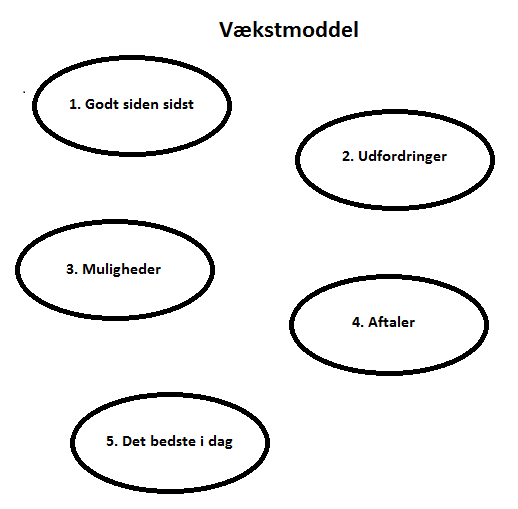 Vækstmoddel
1. Godt siden sidst
2. Udfordringer
3. Muligheder
4. Aftaler
5. Det bedste i dag